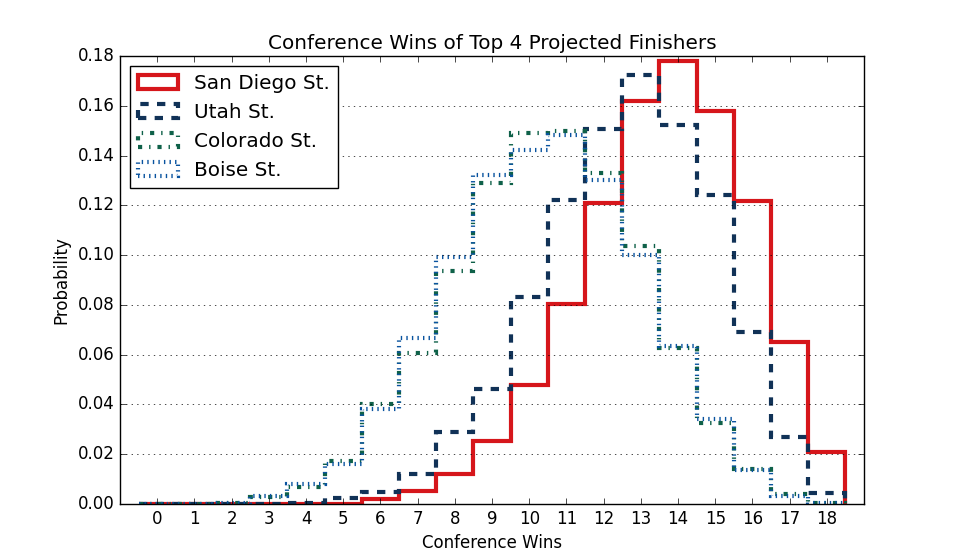 Conference Wins of Top 4 Projected Finishers
San Diego St.
Utah St.
Colorado St.
Boise St.
Probability
0.18
0.16
0.14
0.12
0.10
0.08
0.06
0.04
0.02
0.00
0 1 2 3 4 5 6 7 8 9 10 11 12 13 14 15 16 17 18
Conference Wins